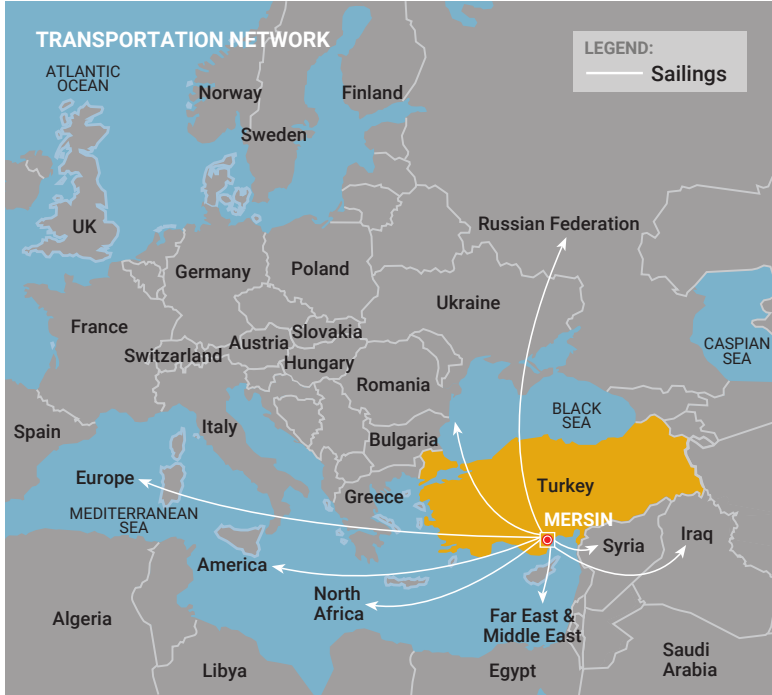 TRANSPORTATION NETWORK
LEGEND:
Sailings
ATLANTIC
OCEAN
Norway
Finland
Sweden
UK
Russian Federation
Germany
Poland
Ukraine
France
Slovakia
Austria
Switzarland
Hungary
CASPIAN
SEA
Romania
BLACK
SEA
Spain
Italy
Bulgaria
Europe
Turkey
Greece
MEDITERRANEAN
SEA
MERSIN
Iraq
Syria
America
North
Africa
Far East &
Middle East
Algeria
Libya
Egypt
Saudi
Arabia